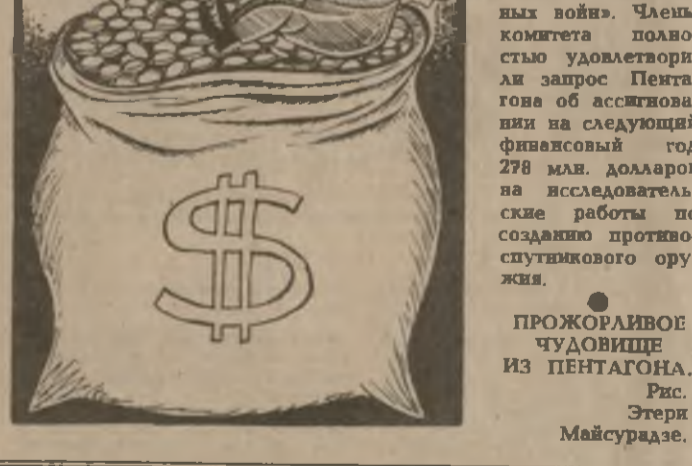 ных войн». Члены
комитета полно-
стью удовлетвори-
ли запрос Пента-
гона об ассигнова-
нии на следующий
финансовый год
278 млн. долларов
на исследователь-
ские работы по
созданию противо-
спутникового ору-
жия.
ПРОЖОРЛИВОЕ
ЧУДОВИЩЕ
ИЗ ПЕНТАГОНА.
Рис.
Этери
Майсурадзе.
$